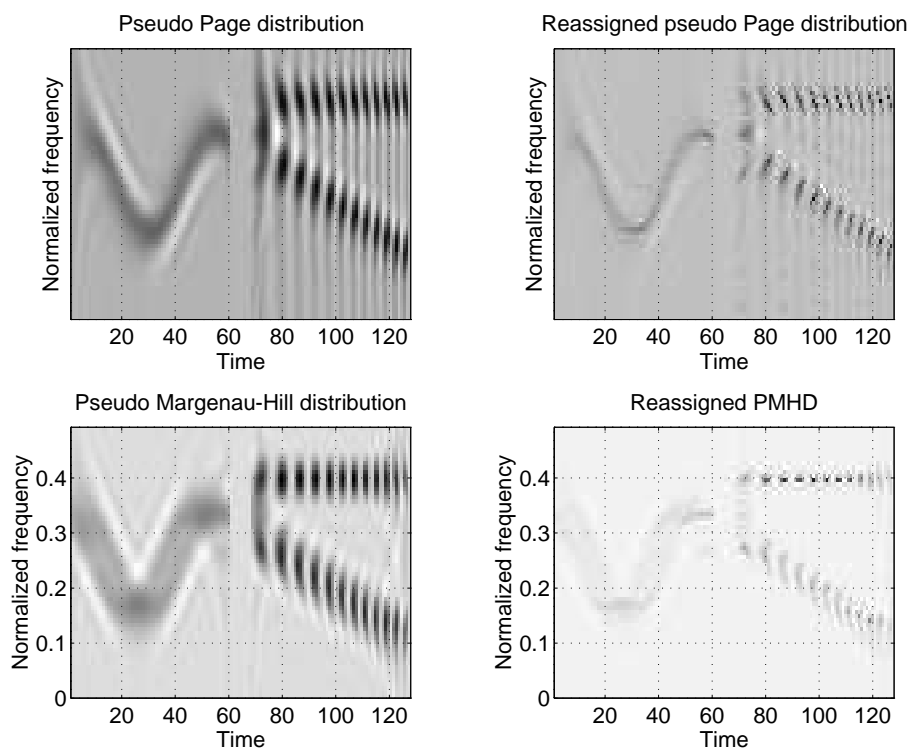 Pseudo Page distribution
Normalized frequency
20 40 60 80 100 120
Time
Reassigned pseudo Page distribution
Normalized frequency
20 40 60 80 100 120
Time
Pseudo Margenau-Hill distribution
Normalized frequency
0.4
0.3
0.2
0.1
0
20 40 60 80 100 120
Time
Reassigned PMHD
Normalized frequency
0.4
0.3
0.2
0.1
0
20 40 60 80 100 120
Time